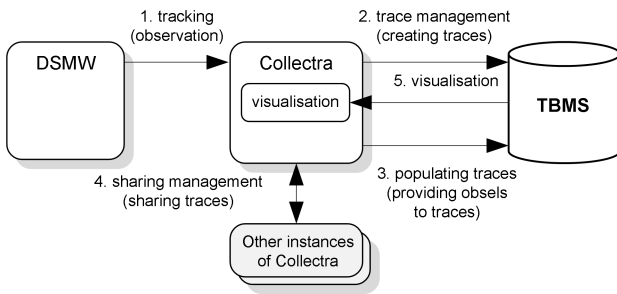 1. tracking
(observation)
2. trace management
(creating traces)
DSMW
Collectra
5. visualisation
visualisation
TBMS
4. sharing management
(sharing traces)
3. populating traces
(providing obsels
to traces)
Other instances
of Collectra